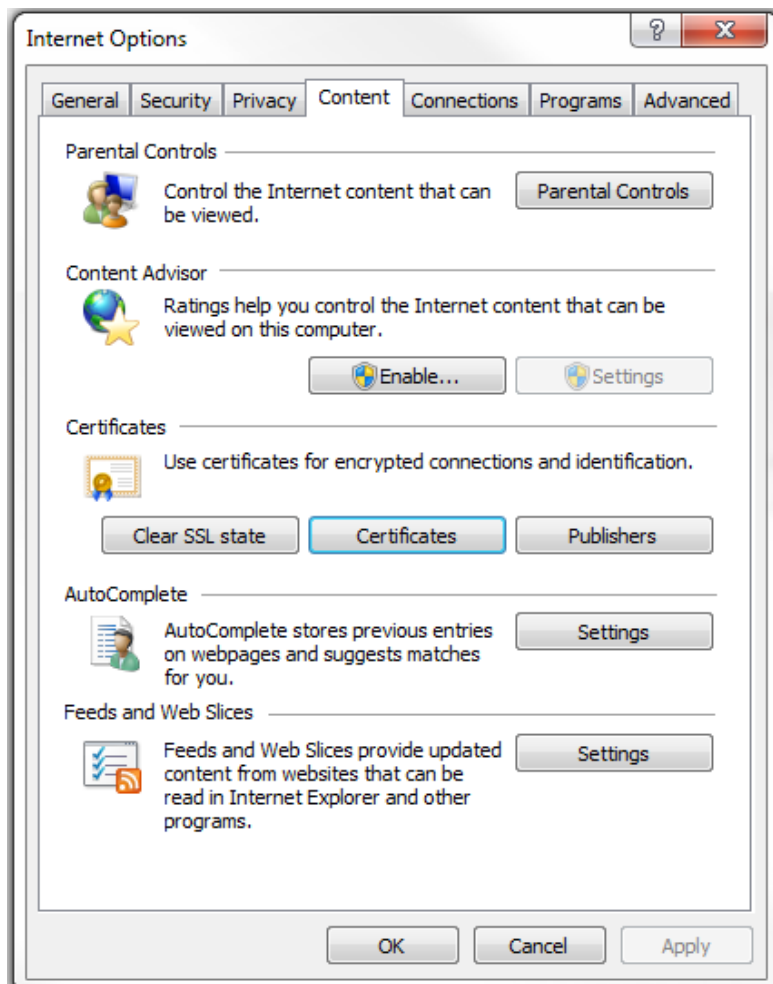 Internet Options
General Security Privacy Content Connections Programs Advanced
Parental Controls
Control the Internet content that can
be viewed.
Parental Controls
Content Advisor
Ratings help you control the Internet content that can be
viewed on this computer.
Enable...
Settings
Certificates
Use certificates for encrypted connections and identification.
Clear SSL state
Certificates
Publishers
AutoComplete
AutoComplete stores previous entries
on webpages and suggests matches
for you.
Settings
Feeds and Web Slices
Feeds and Web Slices provide updated
content from websites that can be
read in Internet Explorer and other
programs.
Settings
OK
Cancel
Apply